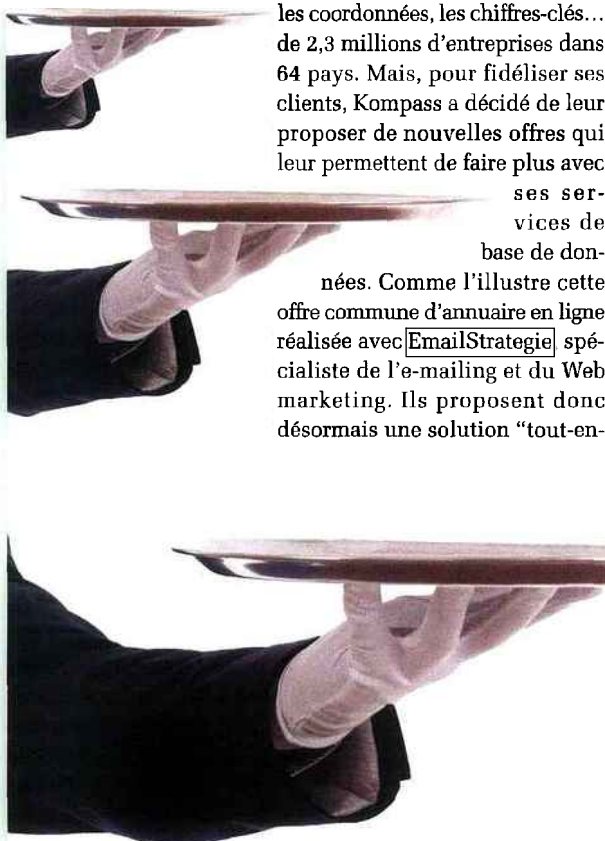 les coordonnées, les chiffres-clés...
de 2,3 millions d'entreprises dans
64 pays. Mais, pour fidéliser ses
clients, Kompass a décidé de leur
proposer de nouvelles offres qui
leur permettent de faire plus avec
ses ser-
vices de
base de don-
nées. Comme l'illustre cette
offre commune d'annuaire en ligne
réalisée avec EmailStrategie, spé-
cialiste de l'e-mailing et du Web
marketing. Ils proposent donc
désormais une solution “tout-en-